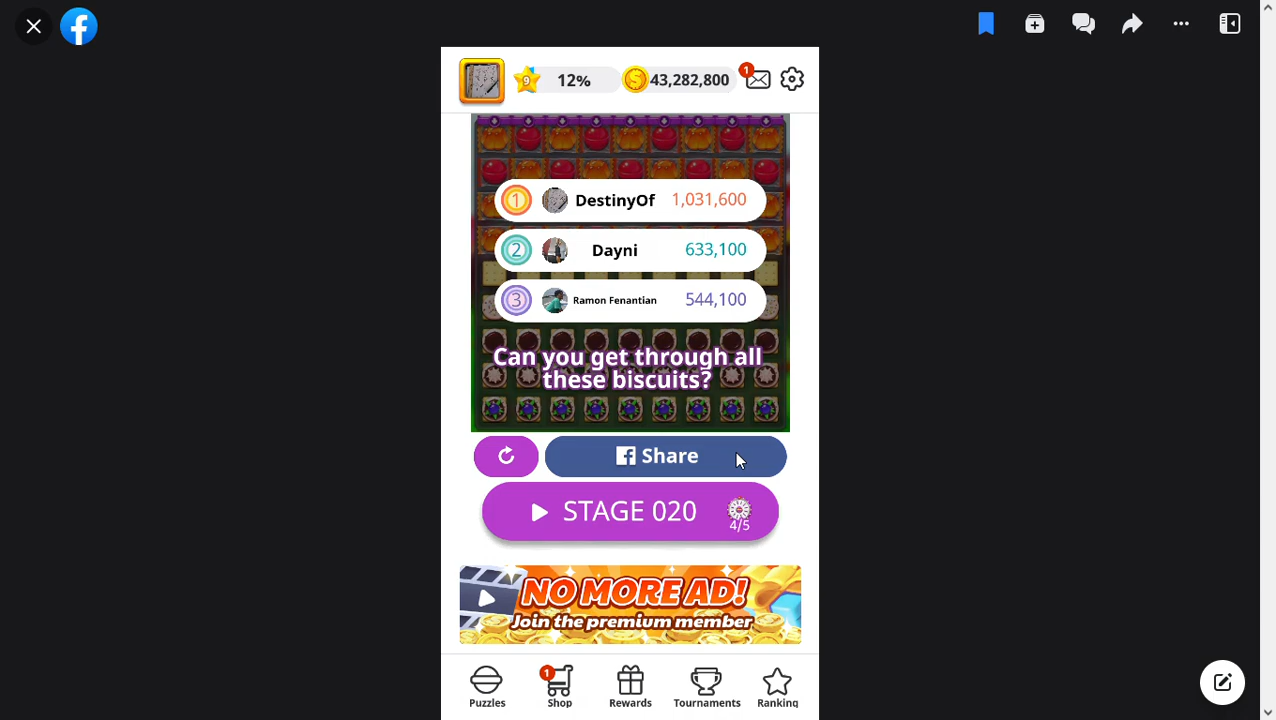 9
12%
43,282,800
1
1 DestinyOf 1,031,600
2 Dayni 633,100
3 Ramon Fenantian 544,100
Can you get through all
these biscuits?
Share
STAGE 020
4/5
NO MORE AD!
Join the premium member
1
Puzzles Shop Rewards Tournaments Ranking